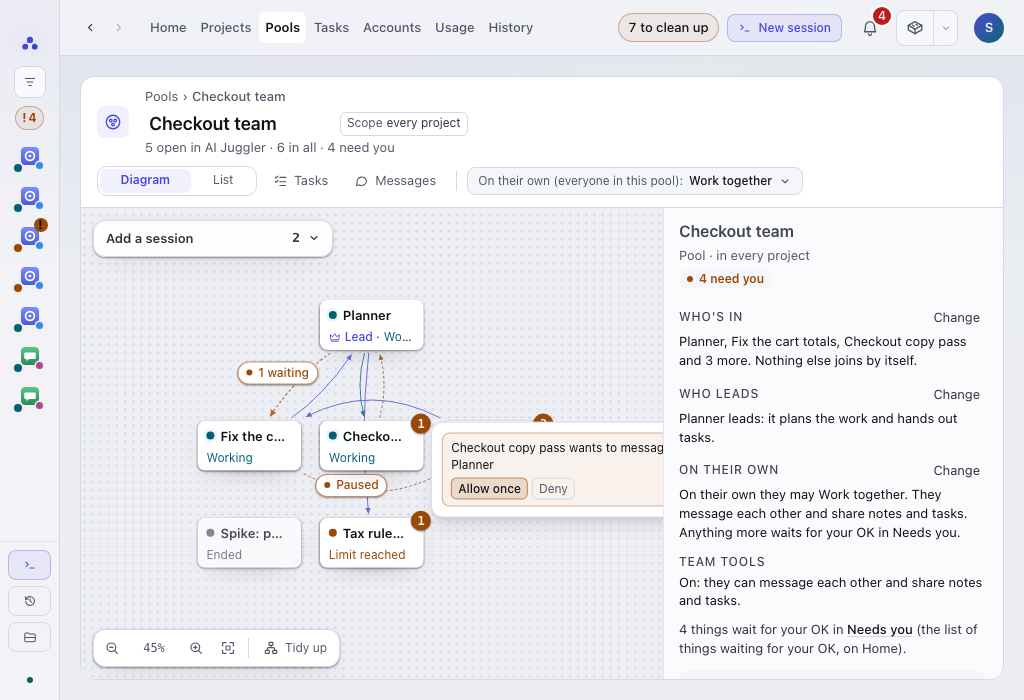 Home Projects Pools Tasks Accounts Usage History
7 to clean up
New session
4
S
! 4
!
Pools › Checkout team
Checkout team
Scope every project
5 open in AI Juggler · 6 in all · 4 need you
Diagram
List
Tasks
Messages
On their own (everyone in this pool): Work together
Add a session 2
Planner
Lead · Wo...
1 waiting
Fix the c...
Working
1
Checko...
Working
Checkout copy pass wants to messag
Planner
Allow once
Deny
Paused
Spike: p...
Ended
1
Tax rule...
Limit reached
45%
Tidy up
Checkout team
Pool · in every project
4 need you
WHO'S IN
Change
Planner, Fix the cart totals, Checkout copy pass
and 3 more. Nothing else joins by itself.
WHO LEADS
Change
Planner leads: it plans the work and hands out
tasks.
ON THEIR OWN
Change
On their own they may Work together. They
message each other and share notes and tasks.
Anything more waits for your OK in Needs you.
TEAM TOOLS
On: they can message each other and share notes
and tasks.
4 things wait for your OK in Needs you (the list of
things waiting for your OK, on Home).